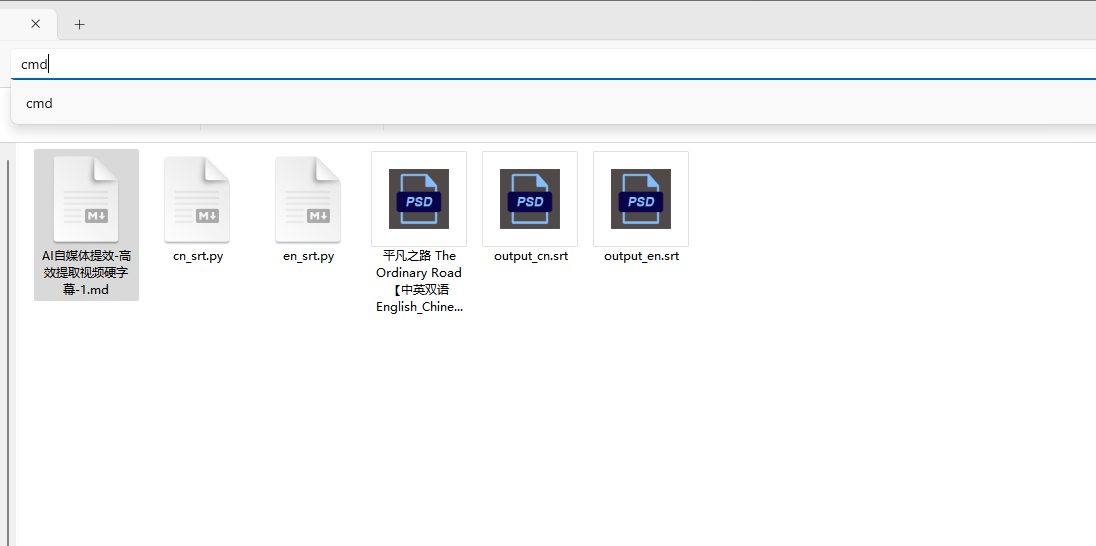 cmd
cmd
M↓
M↓
M↓
PSD
PSD
PSD
AI自媒体提效-高
效提取视频硬字
幕-1.md
cn_srt.py
en_srt.py
平凡之路 The
Ordinary Road
【中英双语
English_Chine...
output_cn.srt
output_en.srt